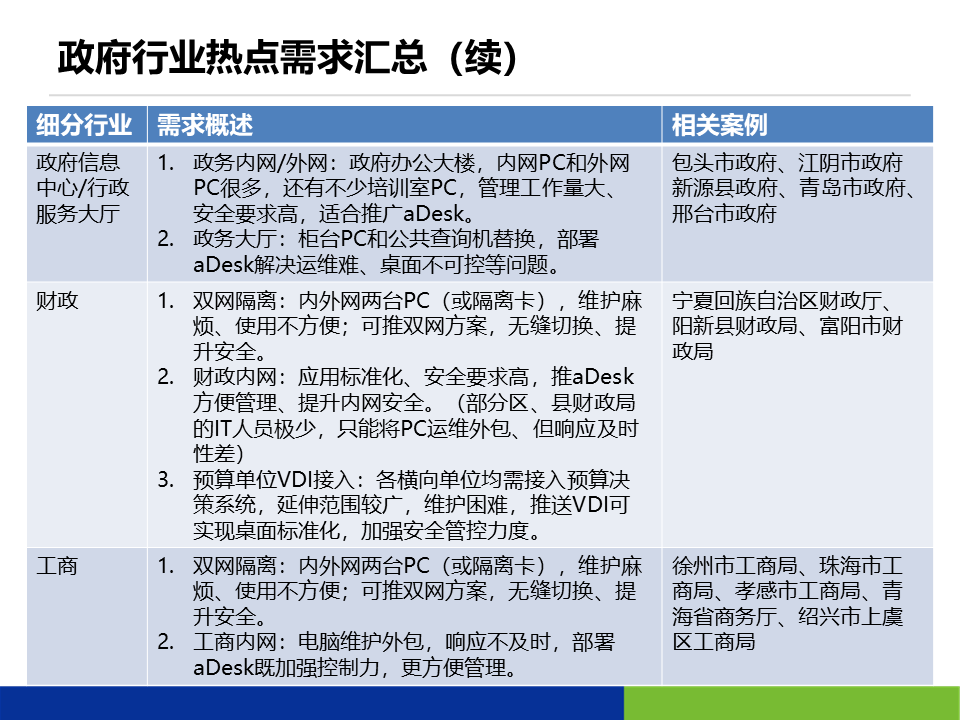 政府行业热点需求汇总（续）
细分行业
需求概述
相关案例
政府信息
中心/行政
服务大厅
1. 政务内网/外网：政府办公大楼，内网PC和外网
PC很多，还有不少培训室PC，管理工作量大、
安全要求高，适合推广aDesk。
2. 政务大厅：柜台PC和公共查询机替换，部署
aDesk解决运维难、桌面不可控等问题。
包头市政府、江阴市政府
新源县政府、青岛市政府、
邢台市政府
财政
1. 双网隔离：内外网两台PC（或隔离卡），维护麻
烦、使用不方便；可推双网方案，无缝切换、提
升安全。
2. 财政内网：应用标准化、安全要求高，推aDesk
方便管理、提升内网安全。（部分区、县财政局
的IT人员极少，只能将PC运维外包、但响应及时
性差）
3. 预算单位VDI接入：各横向单位均需接入预算决
策系统，延伸范围较广，维护困难，推送VDI可
实现桌面标准化，加强安全管控力度。
宁夏回族自治区财政厅、
阳新县财政局、富阳市财
政局
工商
1. 双网隔离：内外网两台PC（或隔离卡），维护麻
烦、使用不方便；可推双网方案，无缝切换、提
升安全。
2. 工商内网：电脑维护外包，响应不及时，部署
aDesk既加强控制力，更方便管理。
徐州市工商局、珠海市工
商局、孝感市工商局、青
海省商务厅、绍兴市上虞
区工商局